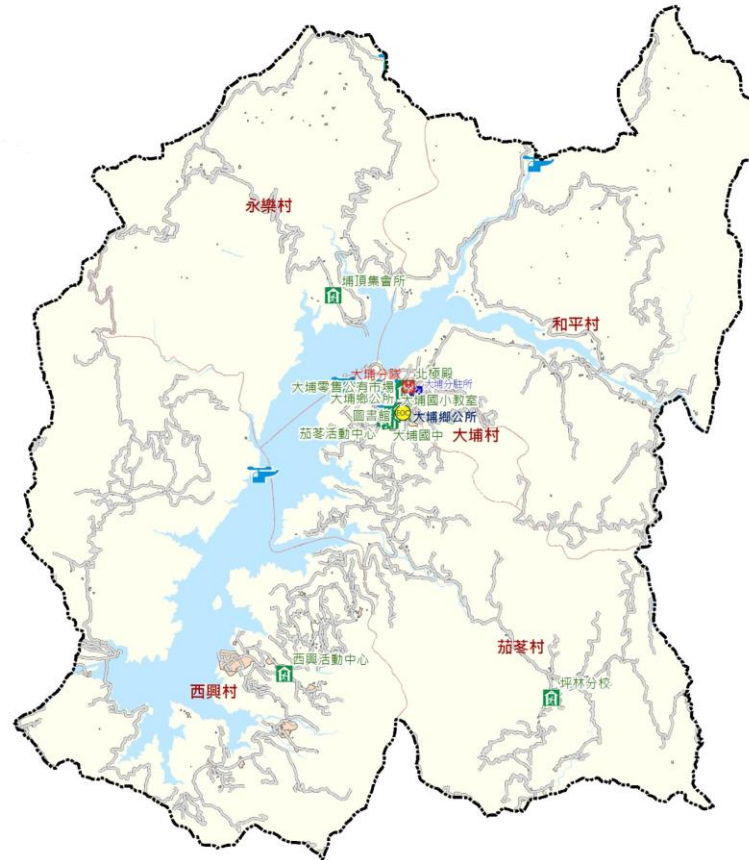 永樂村
埔頂集會所
和平村
大埔分隊 北極殿
大埔零售公有市場 大埔分駐所
大埔鄉公所 大埔國小教室
圖書館 EOC 大埔鄉公所
茄苳活動中心 大埔國中 大埔村
茄苳村
西興活動中心
西興村
坪林分校